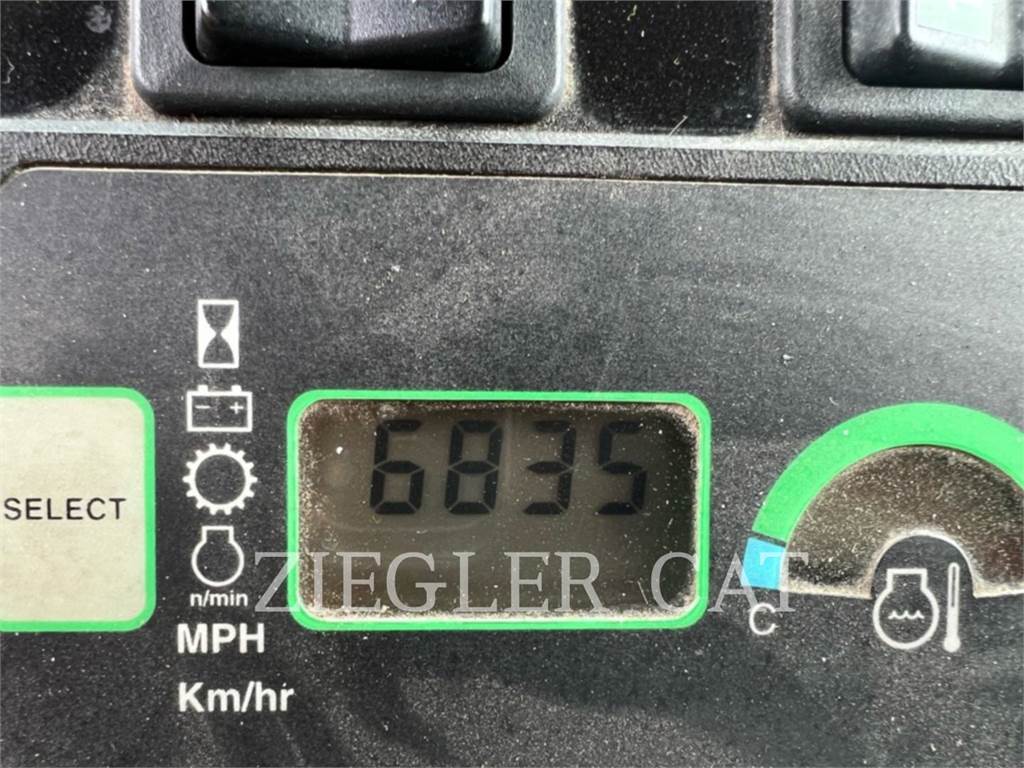 6835
SELECT
ZIEGLER CAT
n/min
C
MPH
Km/hr